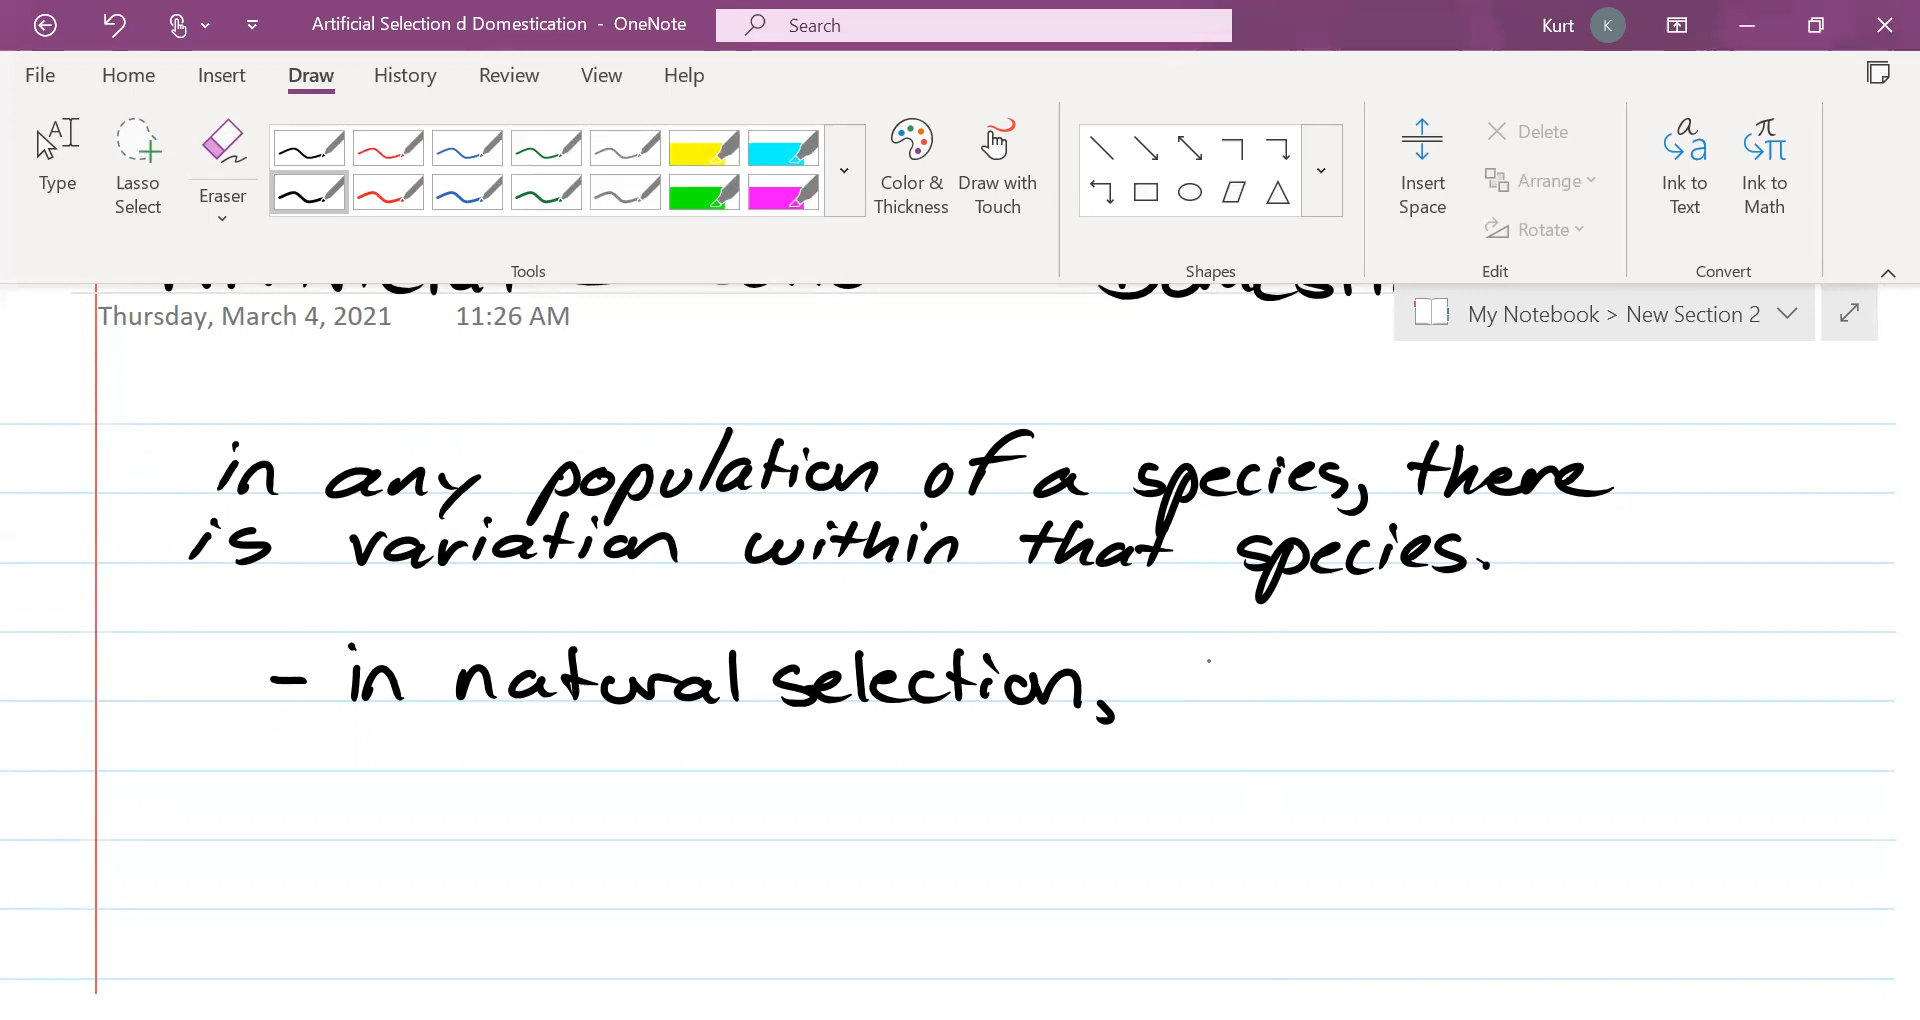 Artificial Selection d Domestication - OneNote
Search
Kurt K
File Home Insert Draw History Review View Help
Type
Lasso Select
Eraser
Color & Thickness
Draw with Touch
Insert Space
Delete
Arrange
Rotate
Ink to Text
Ink to Math
Tools Shapes Edit Convert
Thursday, March 4, 2021 11:26 AM
My Notebook > New Section 2
in any population of a species, there
is variation within that species.
- in natural selection,